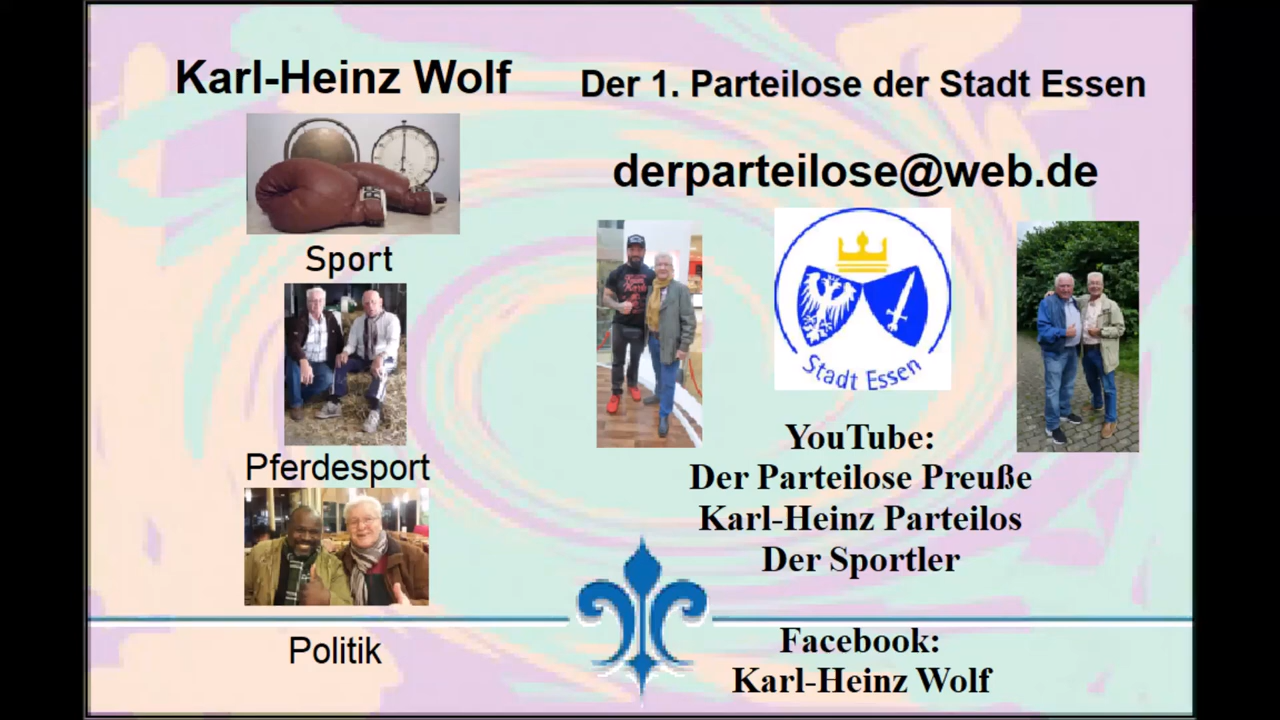 Karl-Heinz Wolf
Der 1. Parteilose der Stadt Essen
derparteilose@web.de
Sport
Pferdesport
Politik
Stadt Essen
YouTube:
Der Parteilose Preuße
Karl-Heinz Parteilos
Der Sportler
Facebook:
Karl-Heinz Wolf